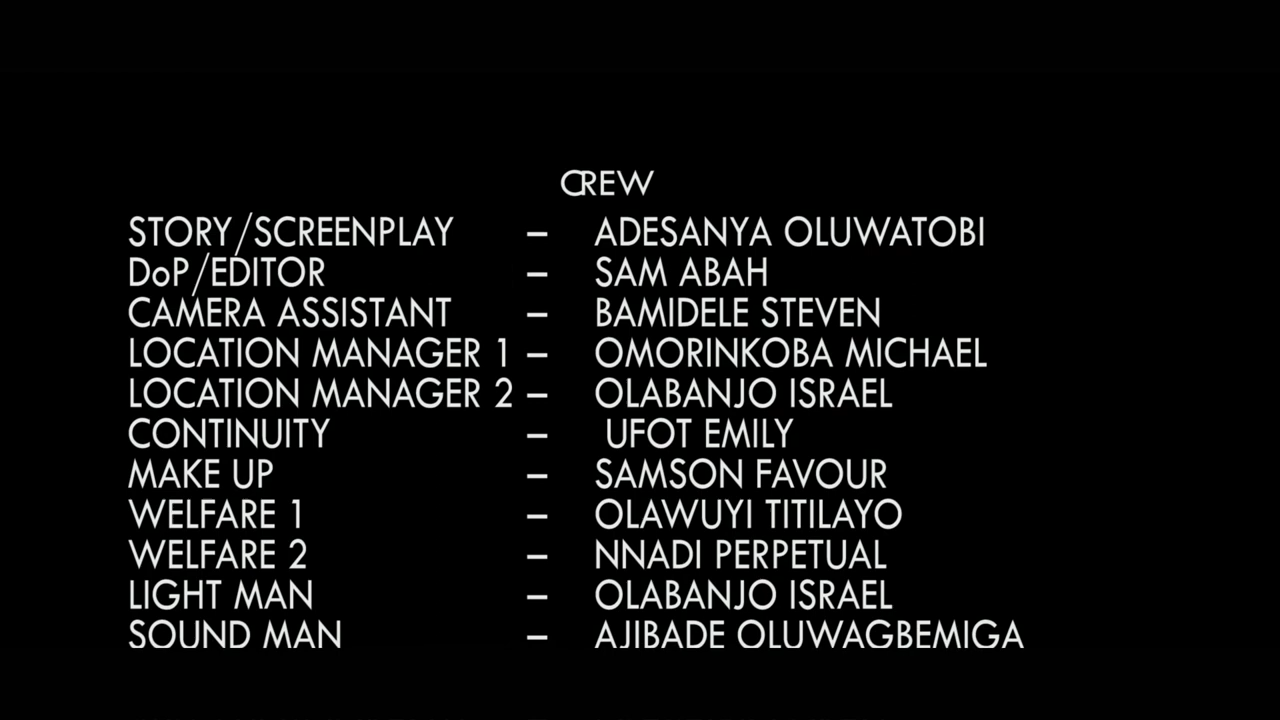 CREW
STORY/SCREENPLAY – ADESANYA OLUWATOBI
DoP/EDITOR – SAM ABAH
CAMERA ASSISTANT – BAMIDELE STEVEN
LOCATION MANAGER 1 – OMORINKOBA MICHAEL
LOCATION MANAGER 2 – OLABANJO ISRAEL
CONTINUITY – UFOT EMILY
MAKE UP – SAMSON FAVOUR
WELFARE 1 – OLAWUYI TITILAYO
WELFARE 2 – NNADI PERPETUAL
LIGHT MAN – OLABANJO ISRAEL
SOUND MAN – AJIBADE OLUWAGBEMIGA